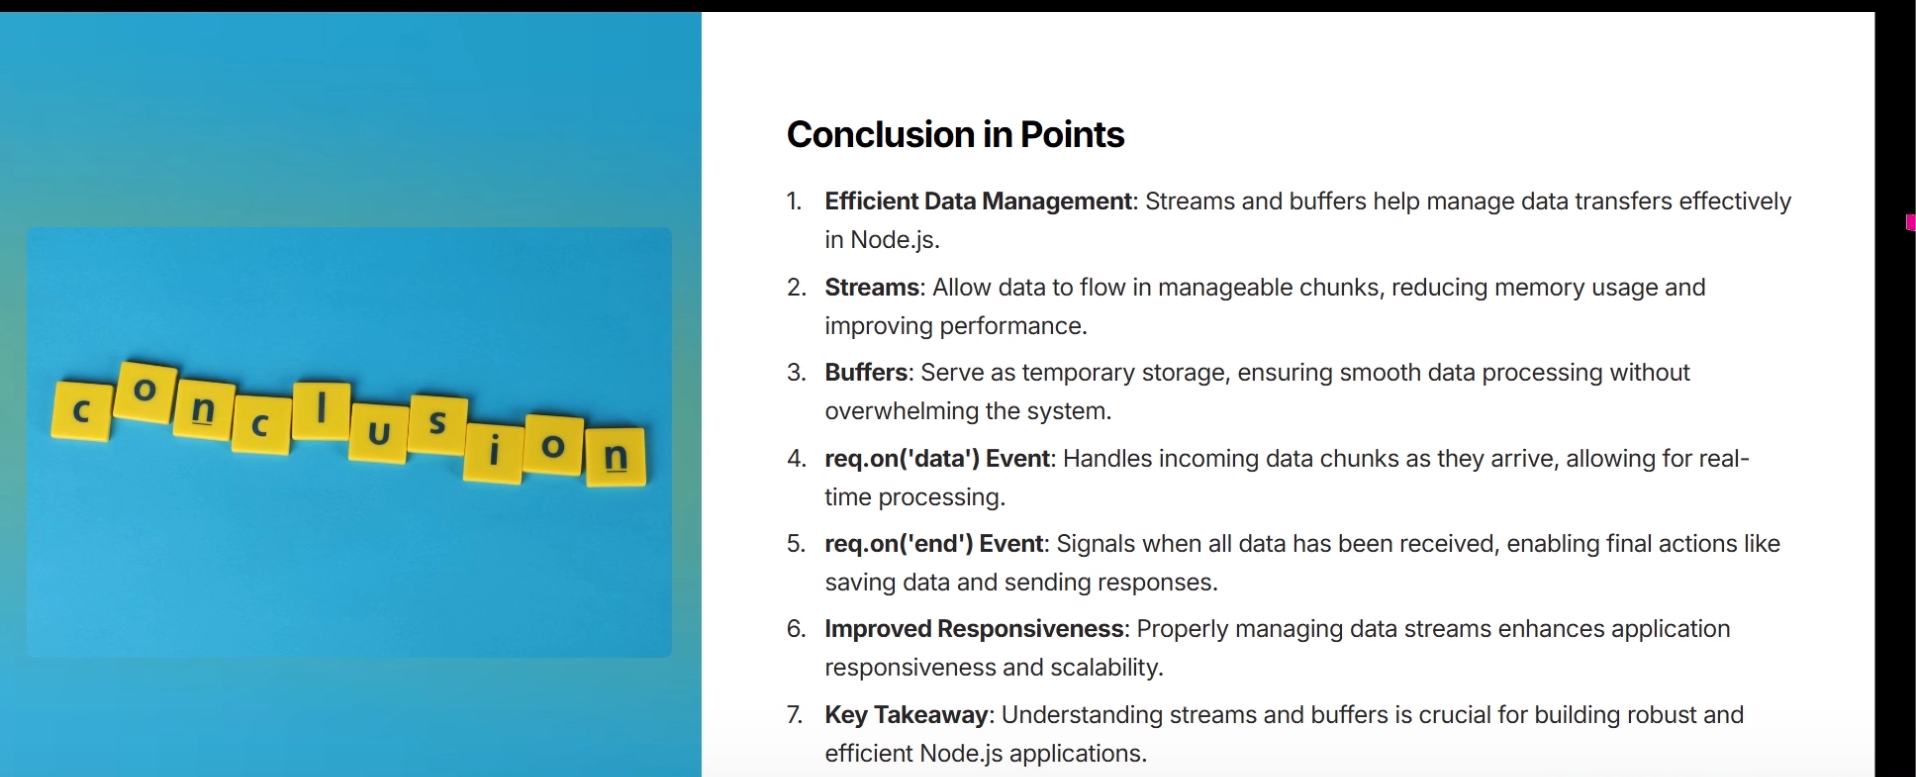 conclusion
Conclusion in Points
1. Efficient Data Management: Streams and buffers help manage data transfers effectively
in Node.js.
2. Streams: Allow data to flow in manageable chunks, reducing memory usage and
improving performance.
3. Buffers: Serve as temporary storage, ensuring smooth data processing without
overwhelming the system.
4. req.on('data') Event: Handles incoming data chunks as they arrive, allowing for real-
time processing.
5. req.on('end') Event: Signals when all data has been received, enabling final actions like
saving data and sending responses.
6. Improved Responsiveness: Properly managing data streams enhances application
responsiveness and scalability.
7. Key Takeaway: Understanding streams and buffers is crucial for building robust and
efficient Node.js applications.